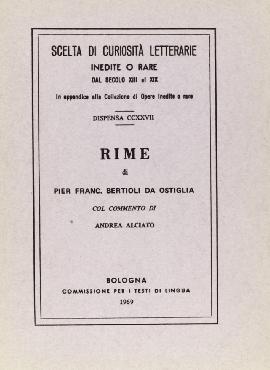 SCELTA DI CURIOSITÀ LETTERARIE
INEDITE O RARE
DAL SECOLO XIII al XIX
In appendice alla Collezione di Opere inedite o rare
DISPENSA CCXXVII
RIME
di
PIER FRANC. BERTIOLI DA OSTIGLIA
COL COMMENTO DI
ANDREA ALCIATO
BOLOGNA
COMMISSIONE PER I TESTI DI LINGUA
1969